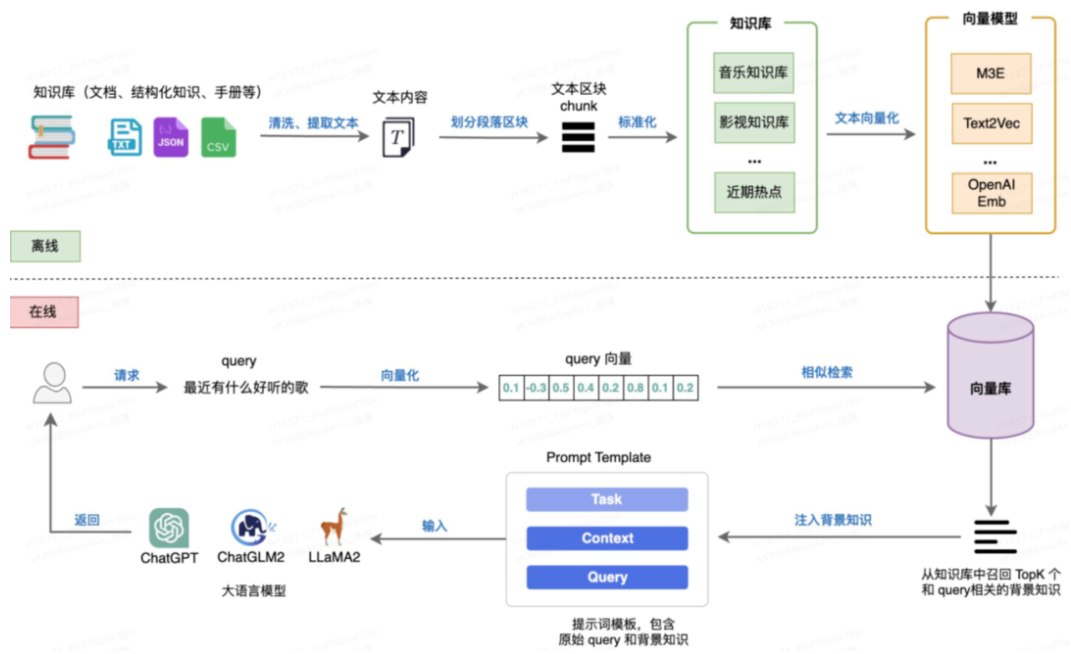 知识库（文档、结构化知识、手册等）
TXT
JSON
CSV
清洗、提取文本
文本内容
T
划分段落区块
文本区块
chunk
标准化
知识库
音乐知识库
影视知识库
...
近期热点
文本向量化
向量模型
M3E
Text2Vec
...
OpenAI
Emb
离线
在线
请求
query
最近有什么好听的歌
向量化
query 向量
0.1 -0.3 0.5 0.4 0.2 0.8 0.1 0.2
相似检索
向量库
从知识库中召回 TopK 个
和 query相关的背景知识
注入背景知识
Prompt Template
Task
Context
Query
提示词模板，包含
原始 query 和背景知识
输入
LLaMA2
ChatGLM2
ChatGPT
大语言模型
返回